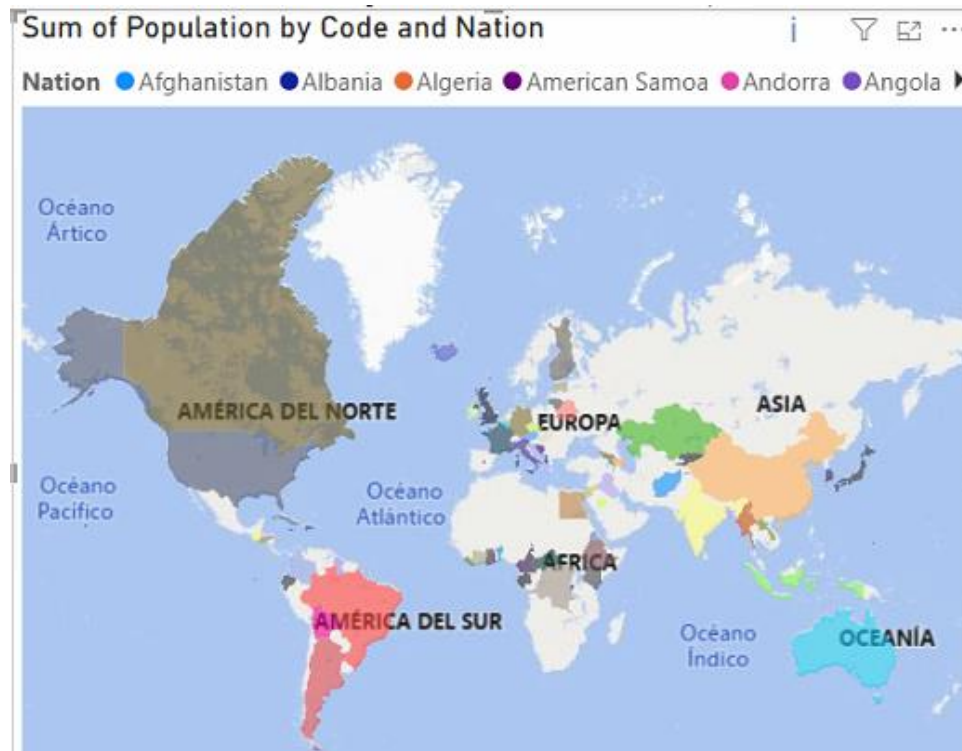 Sum of Population by Code and Nation
Nation Afghanistan Albania Algeria American Samoa Andorra Angola
Océano
Ártico
AMÉRICA DEL NORTE
EUROPA
ASIA
Océano
Pacífico
Océano
Atlántico
ÁFRICA
AMÉRICA DEL SUR
Océano
Índico
OCEANÍA